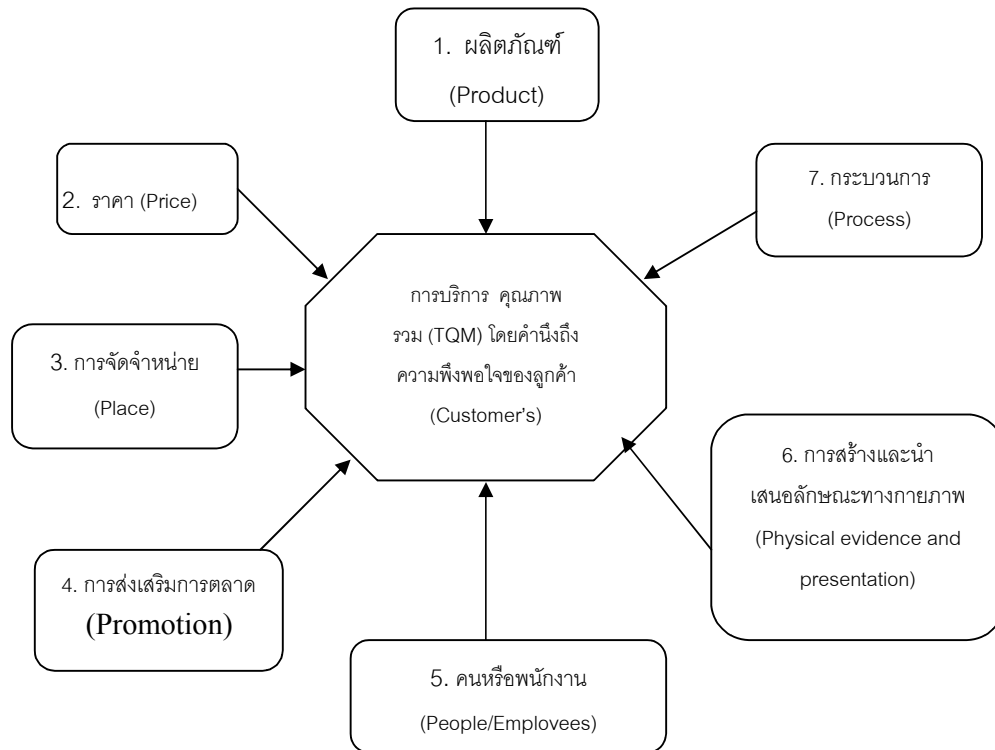 1. ผลิตภัณฑ์
(Product)
2. ราคา (Price)
3. การจัดจำหน่าย
(Place)
4. การส่งเสริมการตลาด
(Promotion)
5. คนหรือพนักงาน
(People/Employees)
6. การสร้างและนำ
เสนอลักษณะทางกายภาพ
(Physical evidence and
presentation)
7. กระบวนการ
(Process)
การบริการ คุณภาพ
รวม (TQM) โดยคำนึงถึง
ความพึงพอใจของลูกค้า
(Customer's)